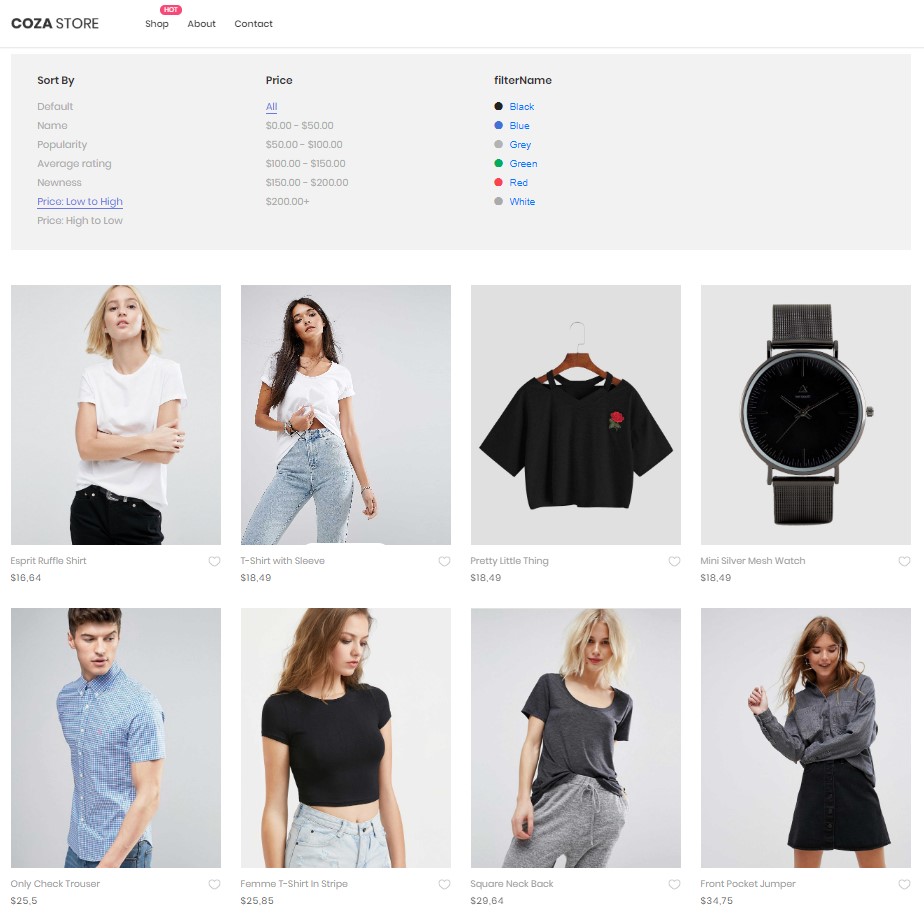 COZA STORE
HOT
Shop About Contact
Sort By
Default
Name
Popularity
Average rating
Newness
Price: Low to High
Price: High to Low
Price
All
$0.00 - $50.00
$50.00 - $100.00
$100.00 - $150.00
$150.00 - $200.00
$200.00+
filterName
Black
Blue
Grey
Green
Red
White
Esprit Ruffle Shirt
$16,64
T-Shirt with Sleeve
$18,49
Pretty Little Thing
$18,49
Mini Silver Mesh Watch
$18,49
Only Check Trouser
$25,5
Femme T-Shirt In Stripe
$25,85
Square Neck Back
$29,64
Front Pocket Jumper
$34,75